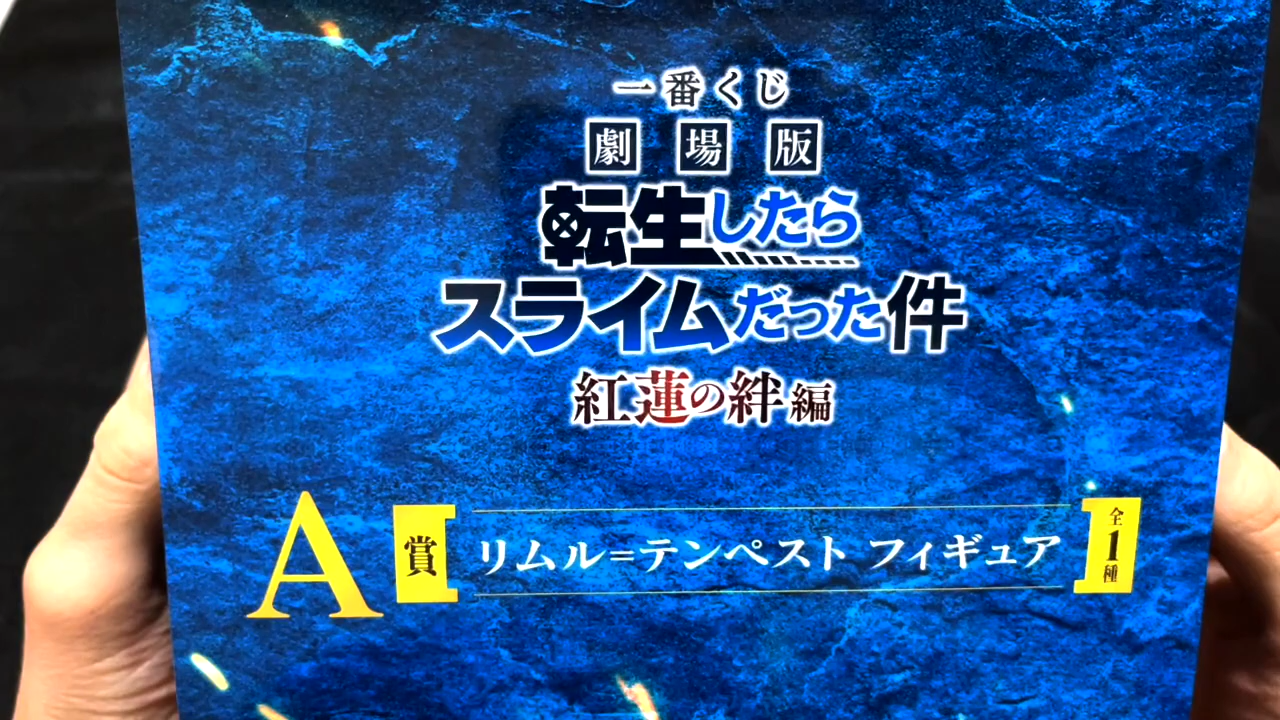 一番くじ
劇場版
転生したら
スライムだった件
紅蓮の絆編
A賞 リムル=テンペスト フィギュア 全1種